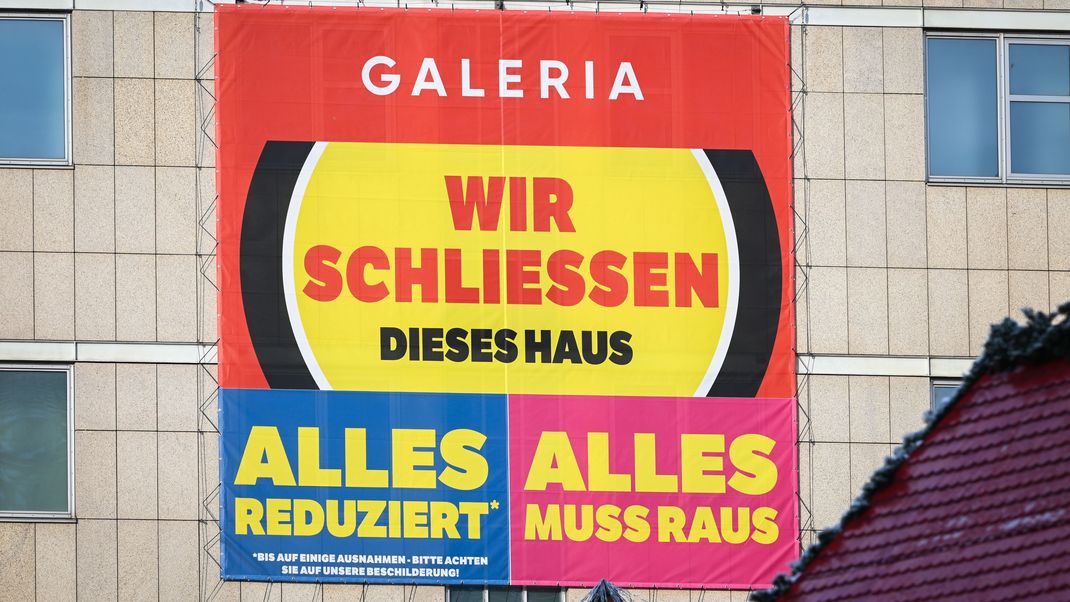 GALERIA
WIR
SCHLIESSEN
DIESES HAUS
ALLES
REDUZIERT*
*BIS AUF EINIGE AUSNAHMEN - BITTE ACHTEN
SIE AUF UNSERE BESCHILDERUNG!
ALLES
MUSS RAUS